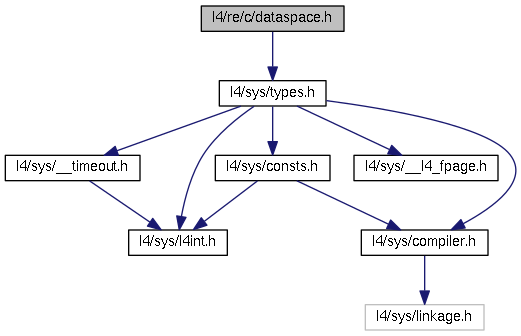 l4/re/c/dataspace.h
l4/sys/types.h
l4/sys/__timeout.h
l4/sys/consts.h
l4/sys/__l4_fpage.h
l4/sys/l4int.h
l4/sys/compiler.h
l4/sys/linkage.h